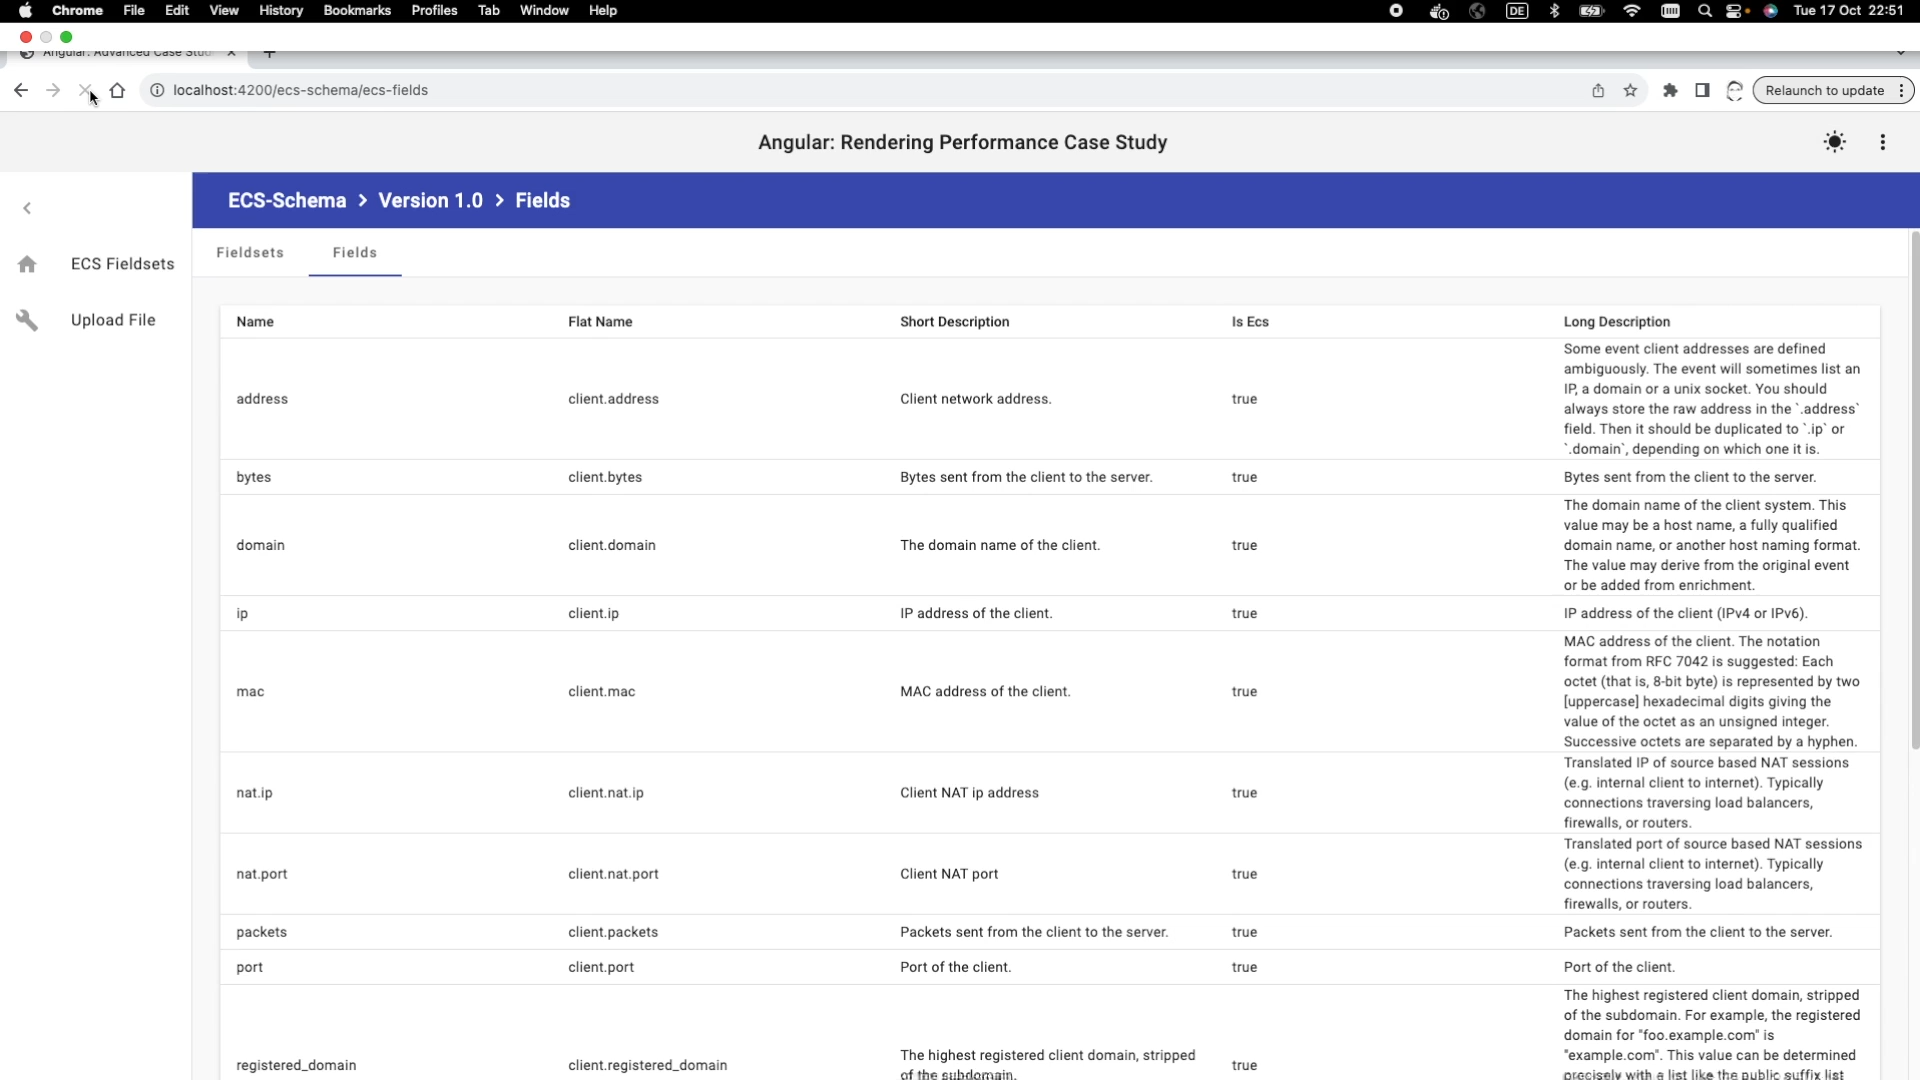 Chrome File Edit View History Bookmarks Profiles Tab Window Help DE Tue 17 Oct 22:51
Angular: Advanced Case Stud
localhost:4200/ecs-schema/ecs-fields Relaunch to update
Angular: Rendering Performance Case Study
ECS-Schema > Version 1.0 > Fields
ECS Fieldsets
Upload File
Fieldsets Fields
Name Flat Name Short Description Is Ecs Long Description
address client.address Client network address. true
Some event client addresses are defined
ambiguously. The event will sometimes list an
IP, a domain or a unix socket. You should
always store the raw address in the `.address`
field. Then it should be duplicated to `.ip` or
`.domain`, depending on which one it is.
bytes client.bytes Bytes sent from the client to the server. true Bytes sent from the client to the server.
domain client.domain The domain name of the client. true
The domain name of the client system. This
value may be a host name, a fully qualified
domain name, or another host naming format.
The value may derive from the original event
or be added from enrichment.
ip client.ip IP address of the client. true IP address of the client (IPv4 or IPv6).
mac client.mac MAC address of the client. true
MAC address of the client. The notation
format from RFC 7042 is suggested: Each
octet (that is, 8-bit byte) is represented by two
[uppercase] hexadecimal digits giving the
value of the octet as an unsigned integer.
Successive octets are separated by a hyphen.
nat.ip client.nat.ip Client NAT ip address true
Translated IP of source based NAT sessions
(e.g. internal client to internet). Typically
connections traversing load balancers,
firewalls, or routers.
nat.port client.nat.port Client NAT port true
Translated port of source based NAT sessions
(e.g. internal client to internet). Typically
connections traversing load balancers,
firewalls, or routers.
packets client.packets Packets sent from the client to the server. true Packets sent from the client to the server.
port client.port Port of the client. true Port of the client.
registered_domain client.registered_domain
The highest registered client domain, stripped
of the subdomain.
true
The highest registered client domain, stripped
of the subdomain. For example, the registered
domain for "foo.example.com" is
"example.com". This value can be determined
precisely with a list like the public suffix list